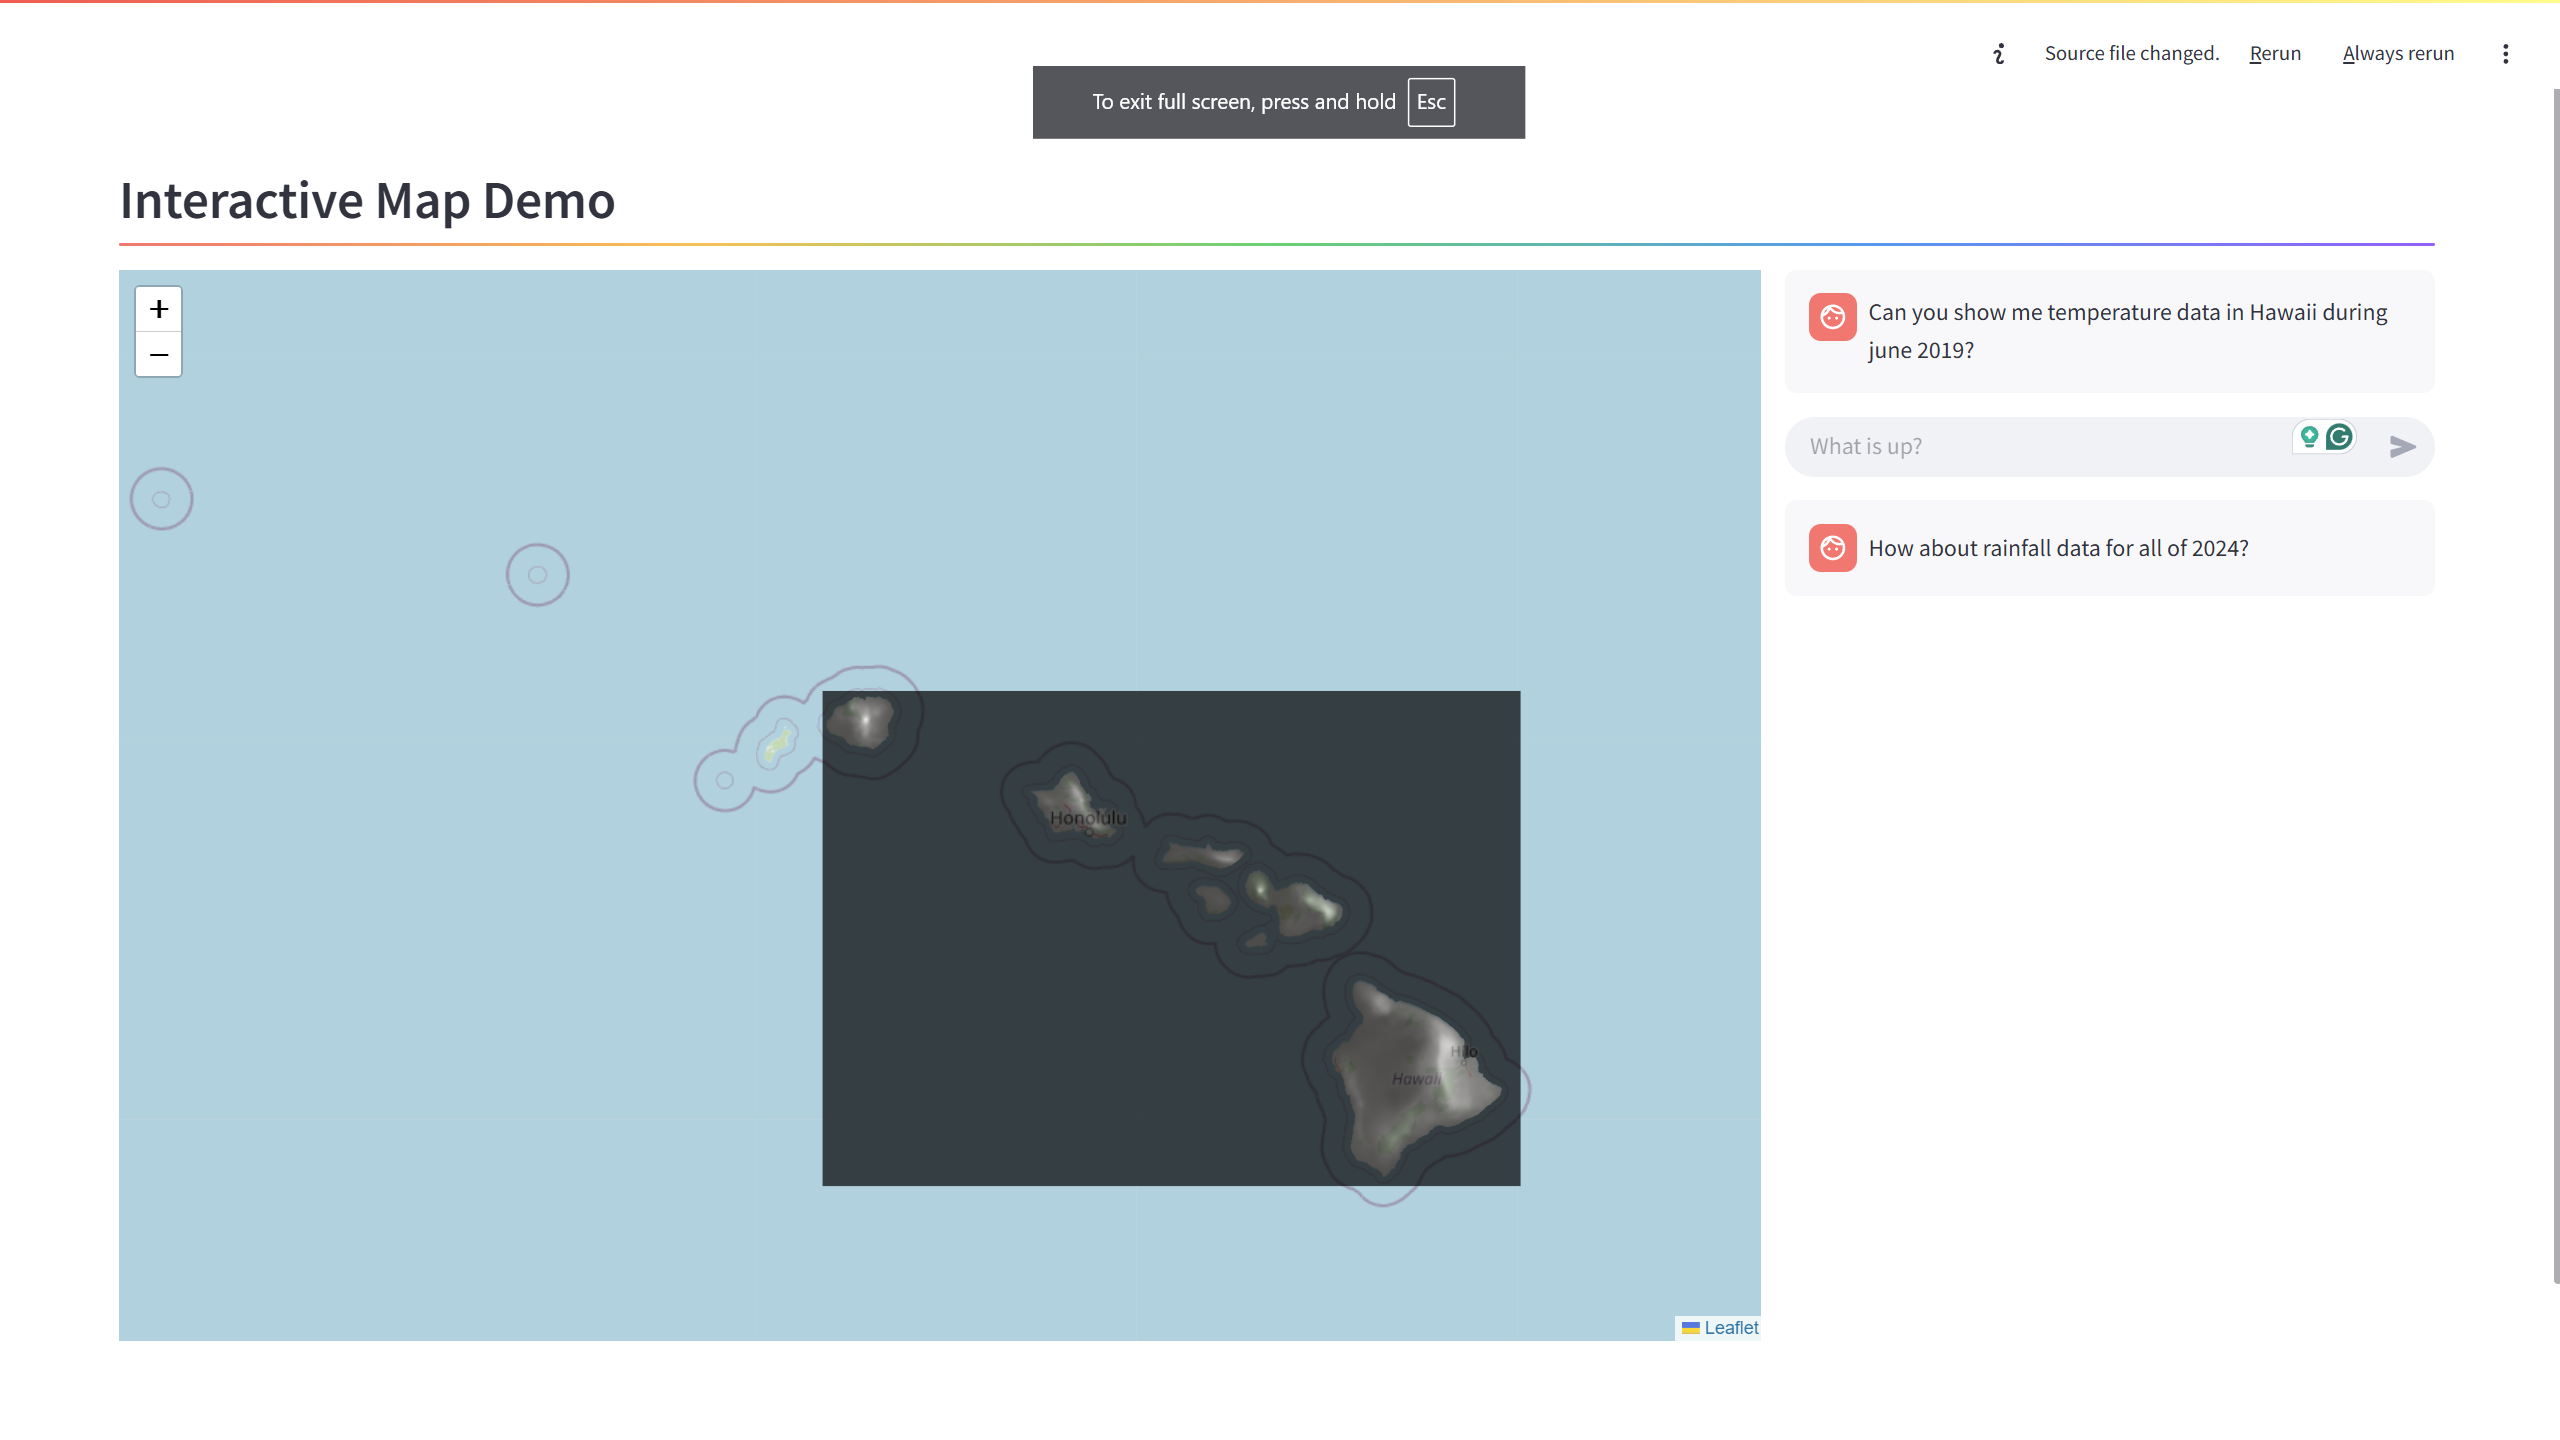 Source file changed. Rerun Always rerun
To exit full screen, press and hold Esc
Interactive Map Demo
+
−
Can you show me temperature data in Hawaii during
june 2019?
What is up?
How about rainfall data for all of 2024?
Honolulu
Hilo
Hawaii
Leaflet